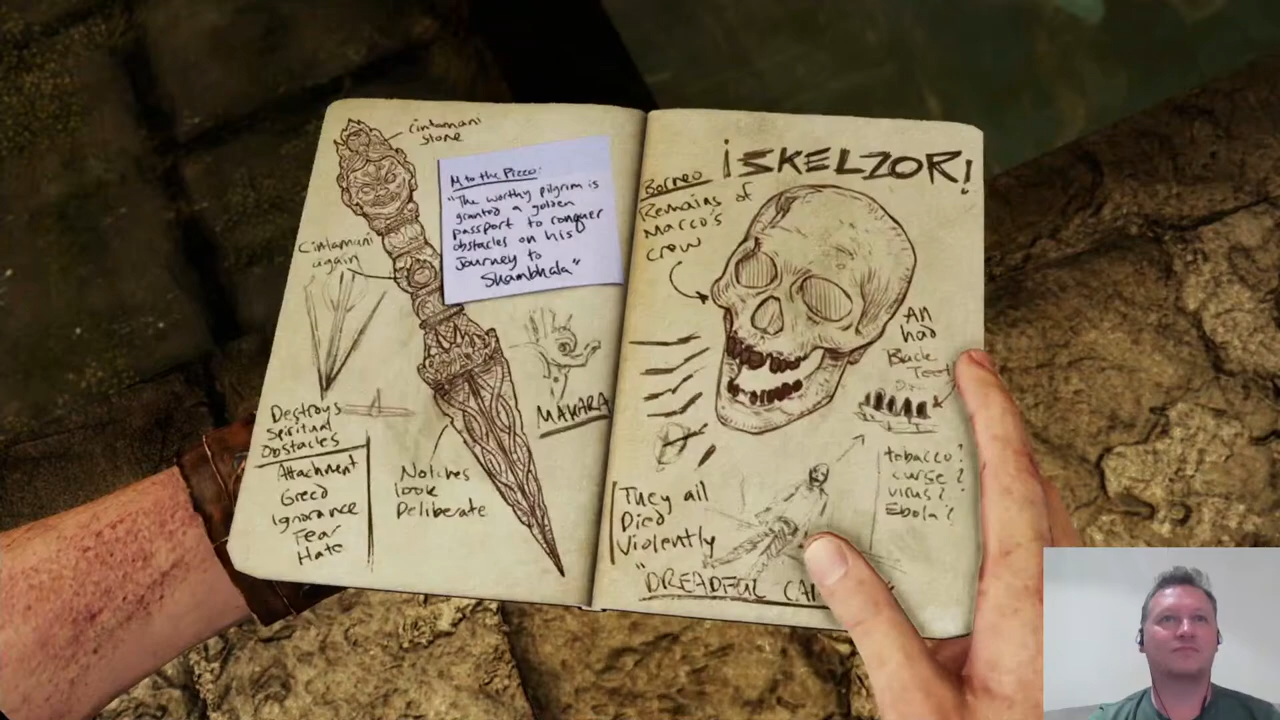 Cintamani
Stone
M to the Pizco:
"The worthy pilgrim is
granted a golden
passport to conquer
obstacles on his
journey to
Shambhala"
Cintamani
again
MAKARA
Destroys
Spiritual
Obstacles
Attachment
Greed
Ignorance
Fear
Hate
Notches
look
Deliberate
¡SKELZOR!
Borneo
Remains of
Marco's
crew
All
had
Black
Teeth
tobacco?
curse?
virus?
Ebola?
They all
Died
Violently
"DREADFUL